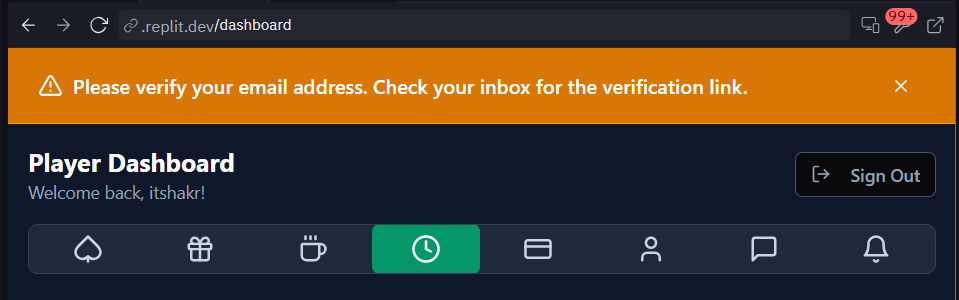 .replit.dev/dashboard
99+
Please verify your email address. Check your inbox for the verification link.
Player Dashboard
Welcome back, itshakr!
Sign Out